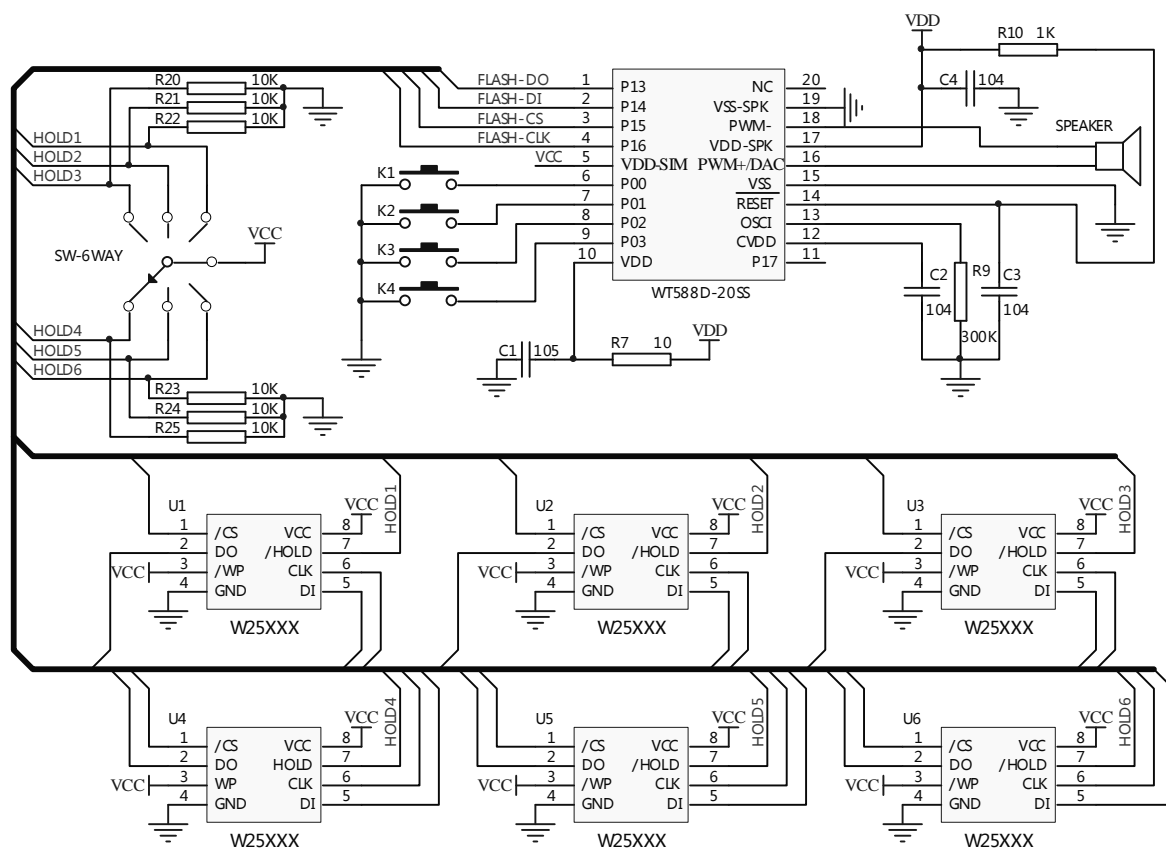 VDD
R10 1K
R20 10K
R21 10K
R22 10K
HOLD1
HOLD2
HOLD3
SW-6WAY
VCC
HOLD4
HOLD5
HOLD6
R23 10K
R24 10K
R25 10K
FLASH-DO 1 P13
FLASH-DI 2 P14
FLASH-CS 3 P15
FLASH-CLK 4 P16
VCC 5 VDD-SIM
K1 6 P00
K2 7 P01
K3 8 P02
K4 9 P03
10 VDD
NC 20
VSS-SPK 19
PWM- 18
VDD-SPK 17
PWM+/DAC 16
VSS 15
RESET 14
OSCI 13
CVDD 12
P17 11
WT588D-20SS
C4 104
SPEAKER
C2 104
R9 300K
C3 104
C1 105
R7 10
VDD
U1
1 /CS VCC 8 VCC
2 DO /HOLD 7 HOLD1
VCC 3 /WP CLK 6
4 GND DI 5
W25XXX
U2
1 /CS VCC 8 VCC
2 DO /HOLD 7 HOLD2
VCC 3 /WP CLK 6
4 GND DI 5
W25XXX
U3
1 /CS VCC 8 VCC
2 DO /HOLD 7 HOLD3
VCC 3 /WP CLK 6
4 GND DI 5
W25XXX
U4
1 /CS VCC 8 VCC
2 DO HOLD 7 HOLD4
VCC 3 WP CLK 6
4 GND DI 5
W25XXX
U5
1 /CS VCC 8 VCC
2 DO /HOLD 7 HOLD5
VCC 3 /WP CLK 6
4 GND DI 5
W25XXX
U6
1 /CS VCC 8 VCC
2 DO /HOLD 7 HOLD6
VCC 3 /WP CLK 6
4 GND DI 5
W25XXX